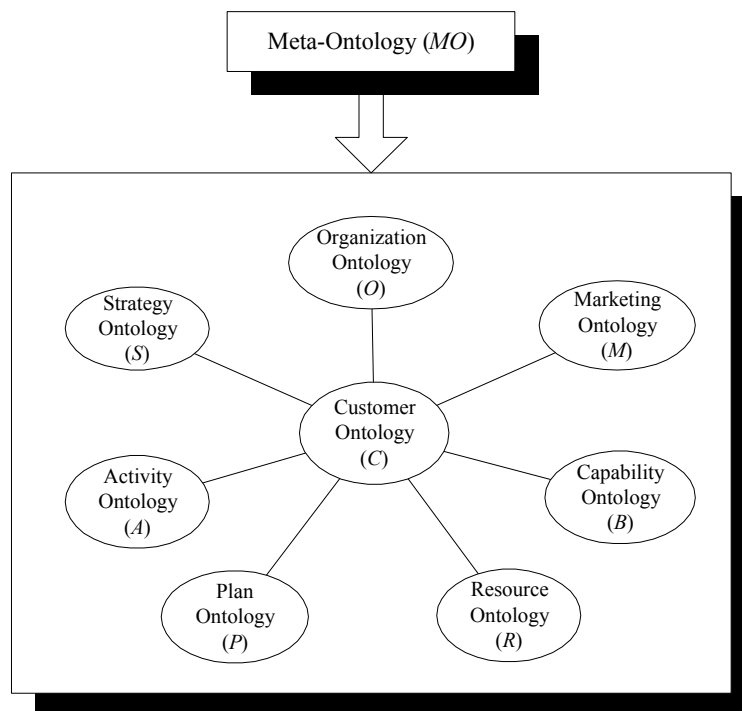 Meta-Ontology (MO)
Organization
Ontology
(O)
Strategy
Ontology
(S)
Marketing
Ontology
(M)
Customer
Ontology
(C)
Activity
Ontology
(A)
Capability
Ontology
(B)
Plan
Ontology
(P)
Resource
Ontology
(R)